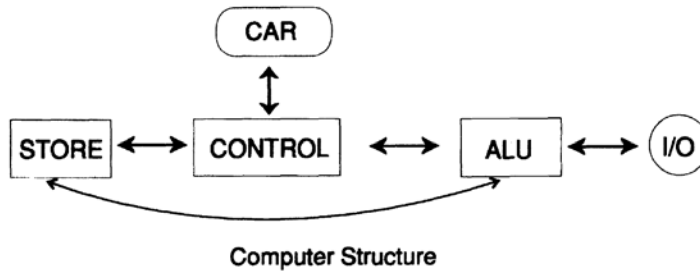 CAR
STORE
CONTROL
ALU
I/O
Computer Structure